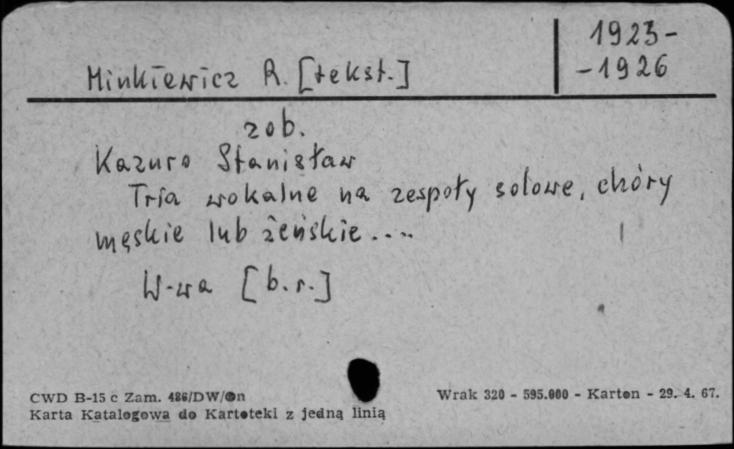 1923-
-1926
Minkiewicz R. [tekst.]
zob.
Kazuro Stanisław
Tria wokalne na zespoły solowe, chóry
męskie lub żeńskie....
W-wa [b.r.]
CWD B-15 c Zam. 486/DW/On
Karta Katalogowa do Kartoteki z jedną linią
Wrak 320 - 595.000 - Karton - 29. 4. 67.